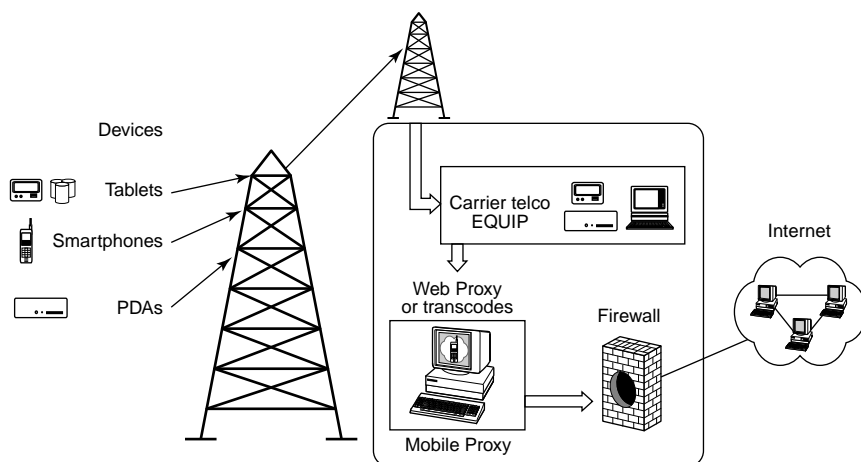 Devices
Tablets
Smartphones
PDAs
Carrier telco
EQUIP
Web Proxy
or transcodes
Mobile Proxy
Firewall
Internet